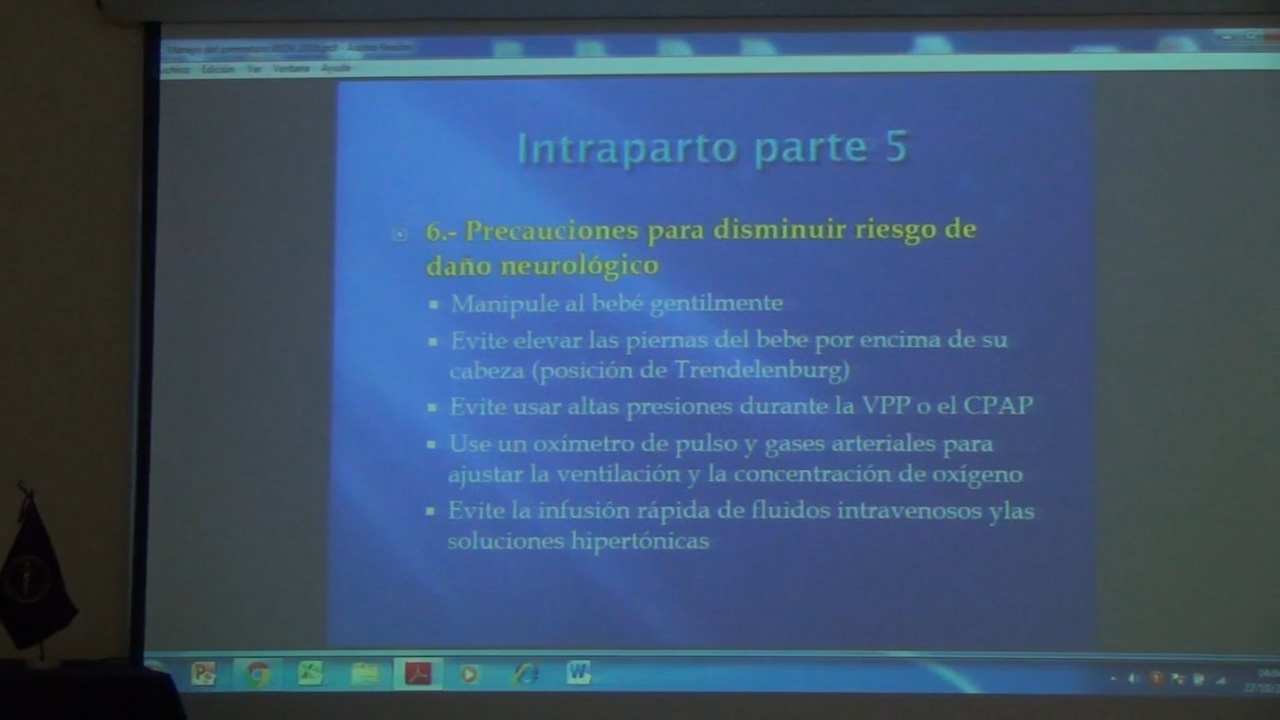 Manejo del prematuro
Edición Ver Ventana Ayuda
Intraparto parte 5
6.- Precauciones para disminuir riesgo de
daño neurológico
Manipule al bebé gentilmente
Evite elevar las piernas del bebe por encima de su
cabeza (posición de Trendelenburg)
Evite usar altas presiones durante la VPP o el CPAP
Use un oxímetro de pulso y gases arteriales para
ajustar la ventilación y la concentración de oxígeno
Evite la infusión rápida de fluidos intravenosos ylas
soluciones hipertónicas